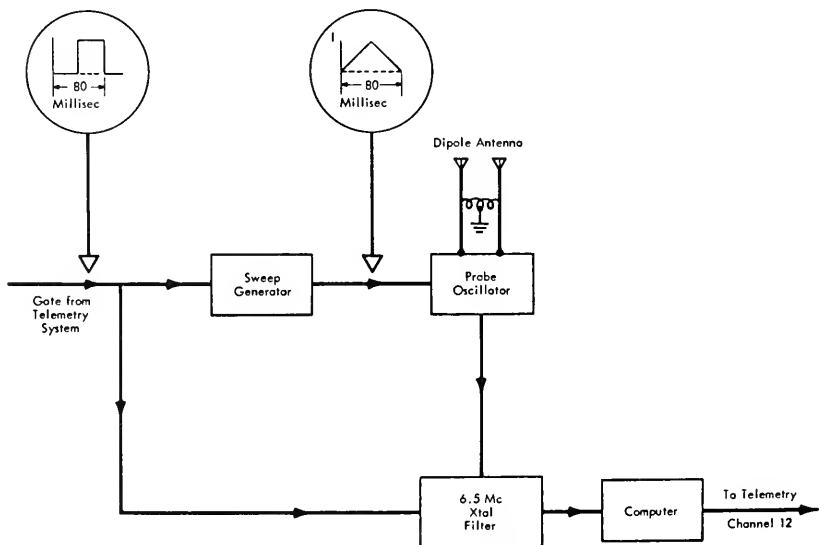 80
Millisec
I
80
Millisec
Dipole Antenna
Sweep
Generator
Probe
Oscillator
Gate from
Telemetry
System
6.5 Mc
Xtal
Filter
Computer
To Telemetry
Channel 12